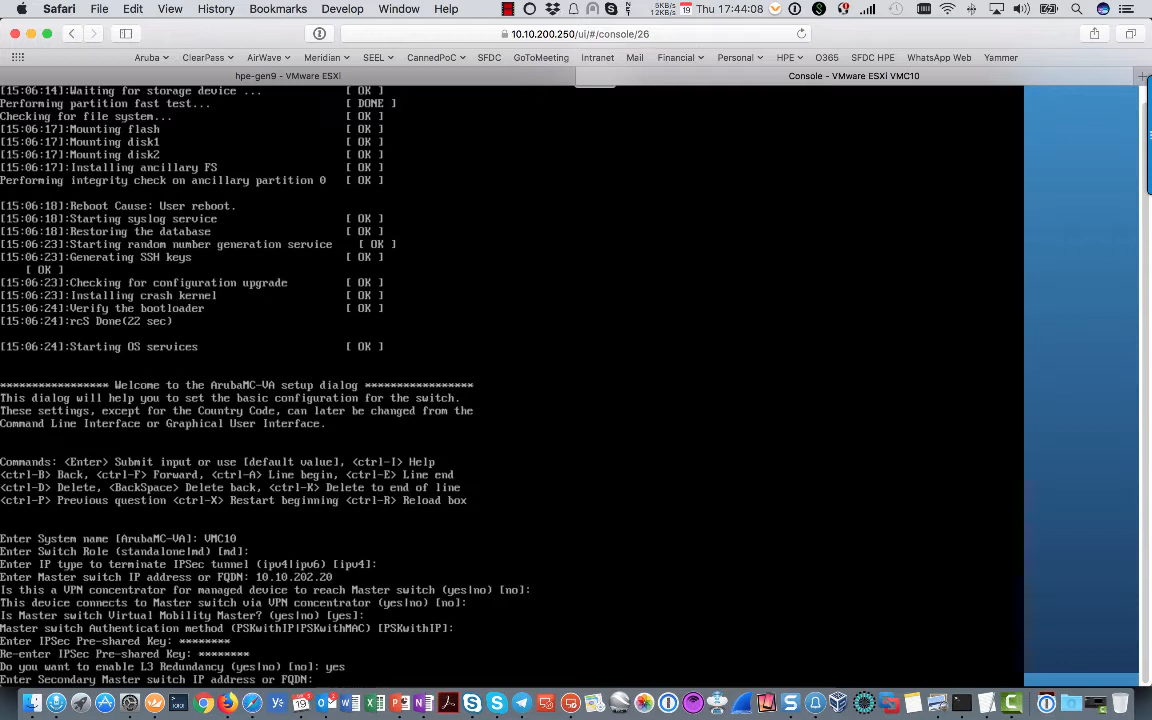 Safari File Edit View History Bookmarks Develop Window Help
5KB/s
12KB/s
19 Thu 17:44:08
10.10.200.250/ui/#/console/26
Aruba ClearPass AirWave Meridian SEEL CannedPoC SFDC GoToMeeting Intranet Mail Financial Personal HPE O365 SFDC HPE WhatsApp Web Yammer
hpe-gen9 - VMware ESXi
Console - VMware ESXi VMC10
[15:06:14]:Waiting for storage device ... [ OK ]
Performing partition fast test... [ DONE ]
Checking for file system... [ OK ]
[15:06:17]:Mounting flash [ OK ]
[15:06:17]:Mounting disk1 [ OK ]
[15:06:17]:Mounting disk2 [ OK ]
[15:06:17]:Installing ancillary FS [ OK ]
Performing integrity check on ancillary partition 0 [ OK ]
[15:06:18]:Reboot Cause: User reboot.
[15:06:18]:Starting syslog service [ OK ]
[15:06:18]:Restoring the database [ OK ]
[15:06:23]:Starting random number generation service [ OK ]
[15:06:23]:Generating SSH keys [ OK ]
[ OK ]
[15:06:23]:Checking for configuration upgrade [ OK ]
[15:06:23]:Installing crash kernel [ OK ]
[15:06:24]:Verify the bootloader [ OK ]
[15:06:24]:rcS Done(22 sec)
[15:06:24]:Starting OS services [ OK ]
***************** Welcome to the ArubaMC-VA setup dialog *****************
This dialog will help you to set the basic configuration for the switch.
These settings, except for the Country Code, can later be changed from the
Command Line Interface or Graphical User Interface.
Commands: <Enter> Submit input or use [default value], <ctrl-I> Help
<ctrl-B> Back, <ctrl-F> Forward, <ctrl-A> Line begin, <ctrl-E> Line end
<ctrl-D> Delete, <BackSpace> Delete back, <ctrl-K> Delete to end of line
<ctrl-P> Previous question <ctrl-X> Restart beginning <ctrl-R> Reload box
Enter System name [ArubaMC-VA]: VMC10
Enter Switch Role (standalone|md) [md]:
Enter IP type to terminate IPSec tunnel (ipv4|ipv6) [ipv4]:
Enter Master switch IP address or FQDN: 10.10.202.20
Is this a VPN concentrator for managed device to reach Master switch (yes|no) [no]:
This device connects to Master switch via VPN concentrator (yes|no) [no]:
Is Master switch Virtual Mobility Master? (yes|no) [yes]:
Master switch Authentication method (PSKwithIP|PSKwithMAC) [PSKwithIP]:
Enter IPSec Pre-shared Key: ********
Re-enter IPSec Pre-shared Key: ********
Do you want to enable L3 Redundancy (yes|no) [no]: yes
Enter Secondary Master switch IP address or FQDN: